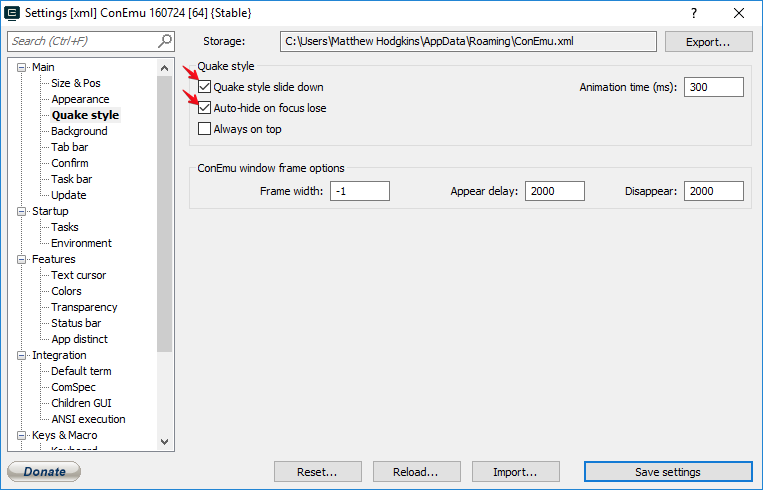 Settings [xml] ConEmu 160724 [64] {Stable}
?
Search (Ctrl+F)
Storage:
C:\Users\Matthew Hodgkins\AppData\Roaming\ConEmu.xml
Export...
Main
Size & Pos
Appearance
Quake style
Background
Tab bar
Confirm
Task bar
Update
Startup
Tasks
Environment
Features
Text cursor
Colors
Transparency
Status bar
App distinct
Integration
Default term
ComSpec
Children GUI
ANSI execution
Keys & Macro
Keyboard
Quake style
Quake style slide down
Animation time (ms): 300
Auto-hide on focus lose
Always on top
ConEmu window frame options
Frame width: -1 Appear delay: 2000 Disappear: 2000
Donate
Reset... Reload... Import... Save settings